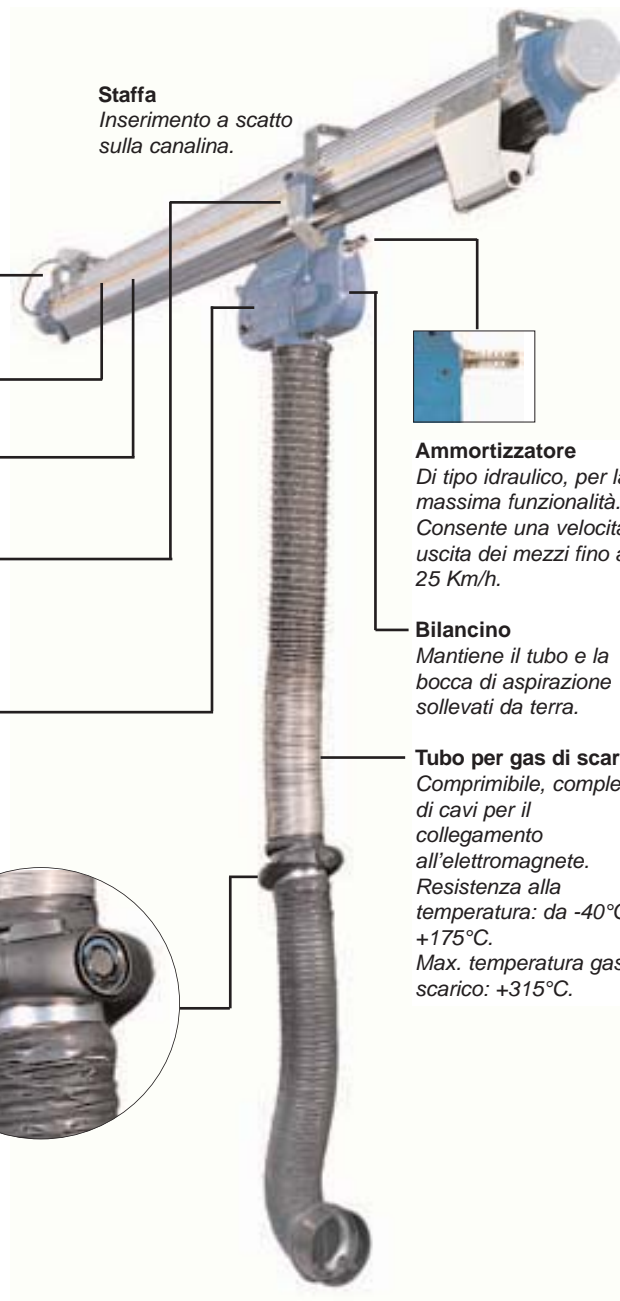 Staffa
Inserimento a scatto
sulla canalina.
Ammortizzatore
Di tipo idraulico, per la
massima funzionalità.
Consente una velocità
uscita dei mezzi fino a
25 Km/h.
Bilancino
Mantiene il tubo e la
bocca di aspirazione
sollevati da terra.
Tubo per gas di scar
Comprimibile, comple
di cavi per il
collegamento
all'elettromagnete.
Resistenza alla
temperatura: da -40°C
+175°C.
Max. temperatura gas
scarico: +315°C.